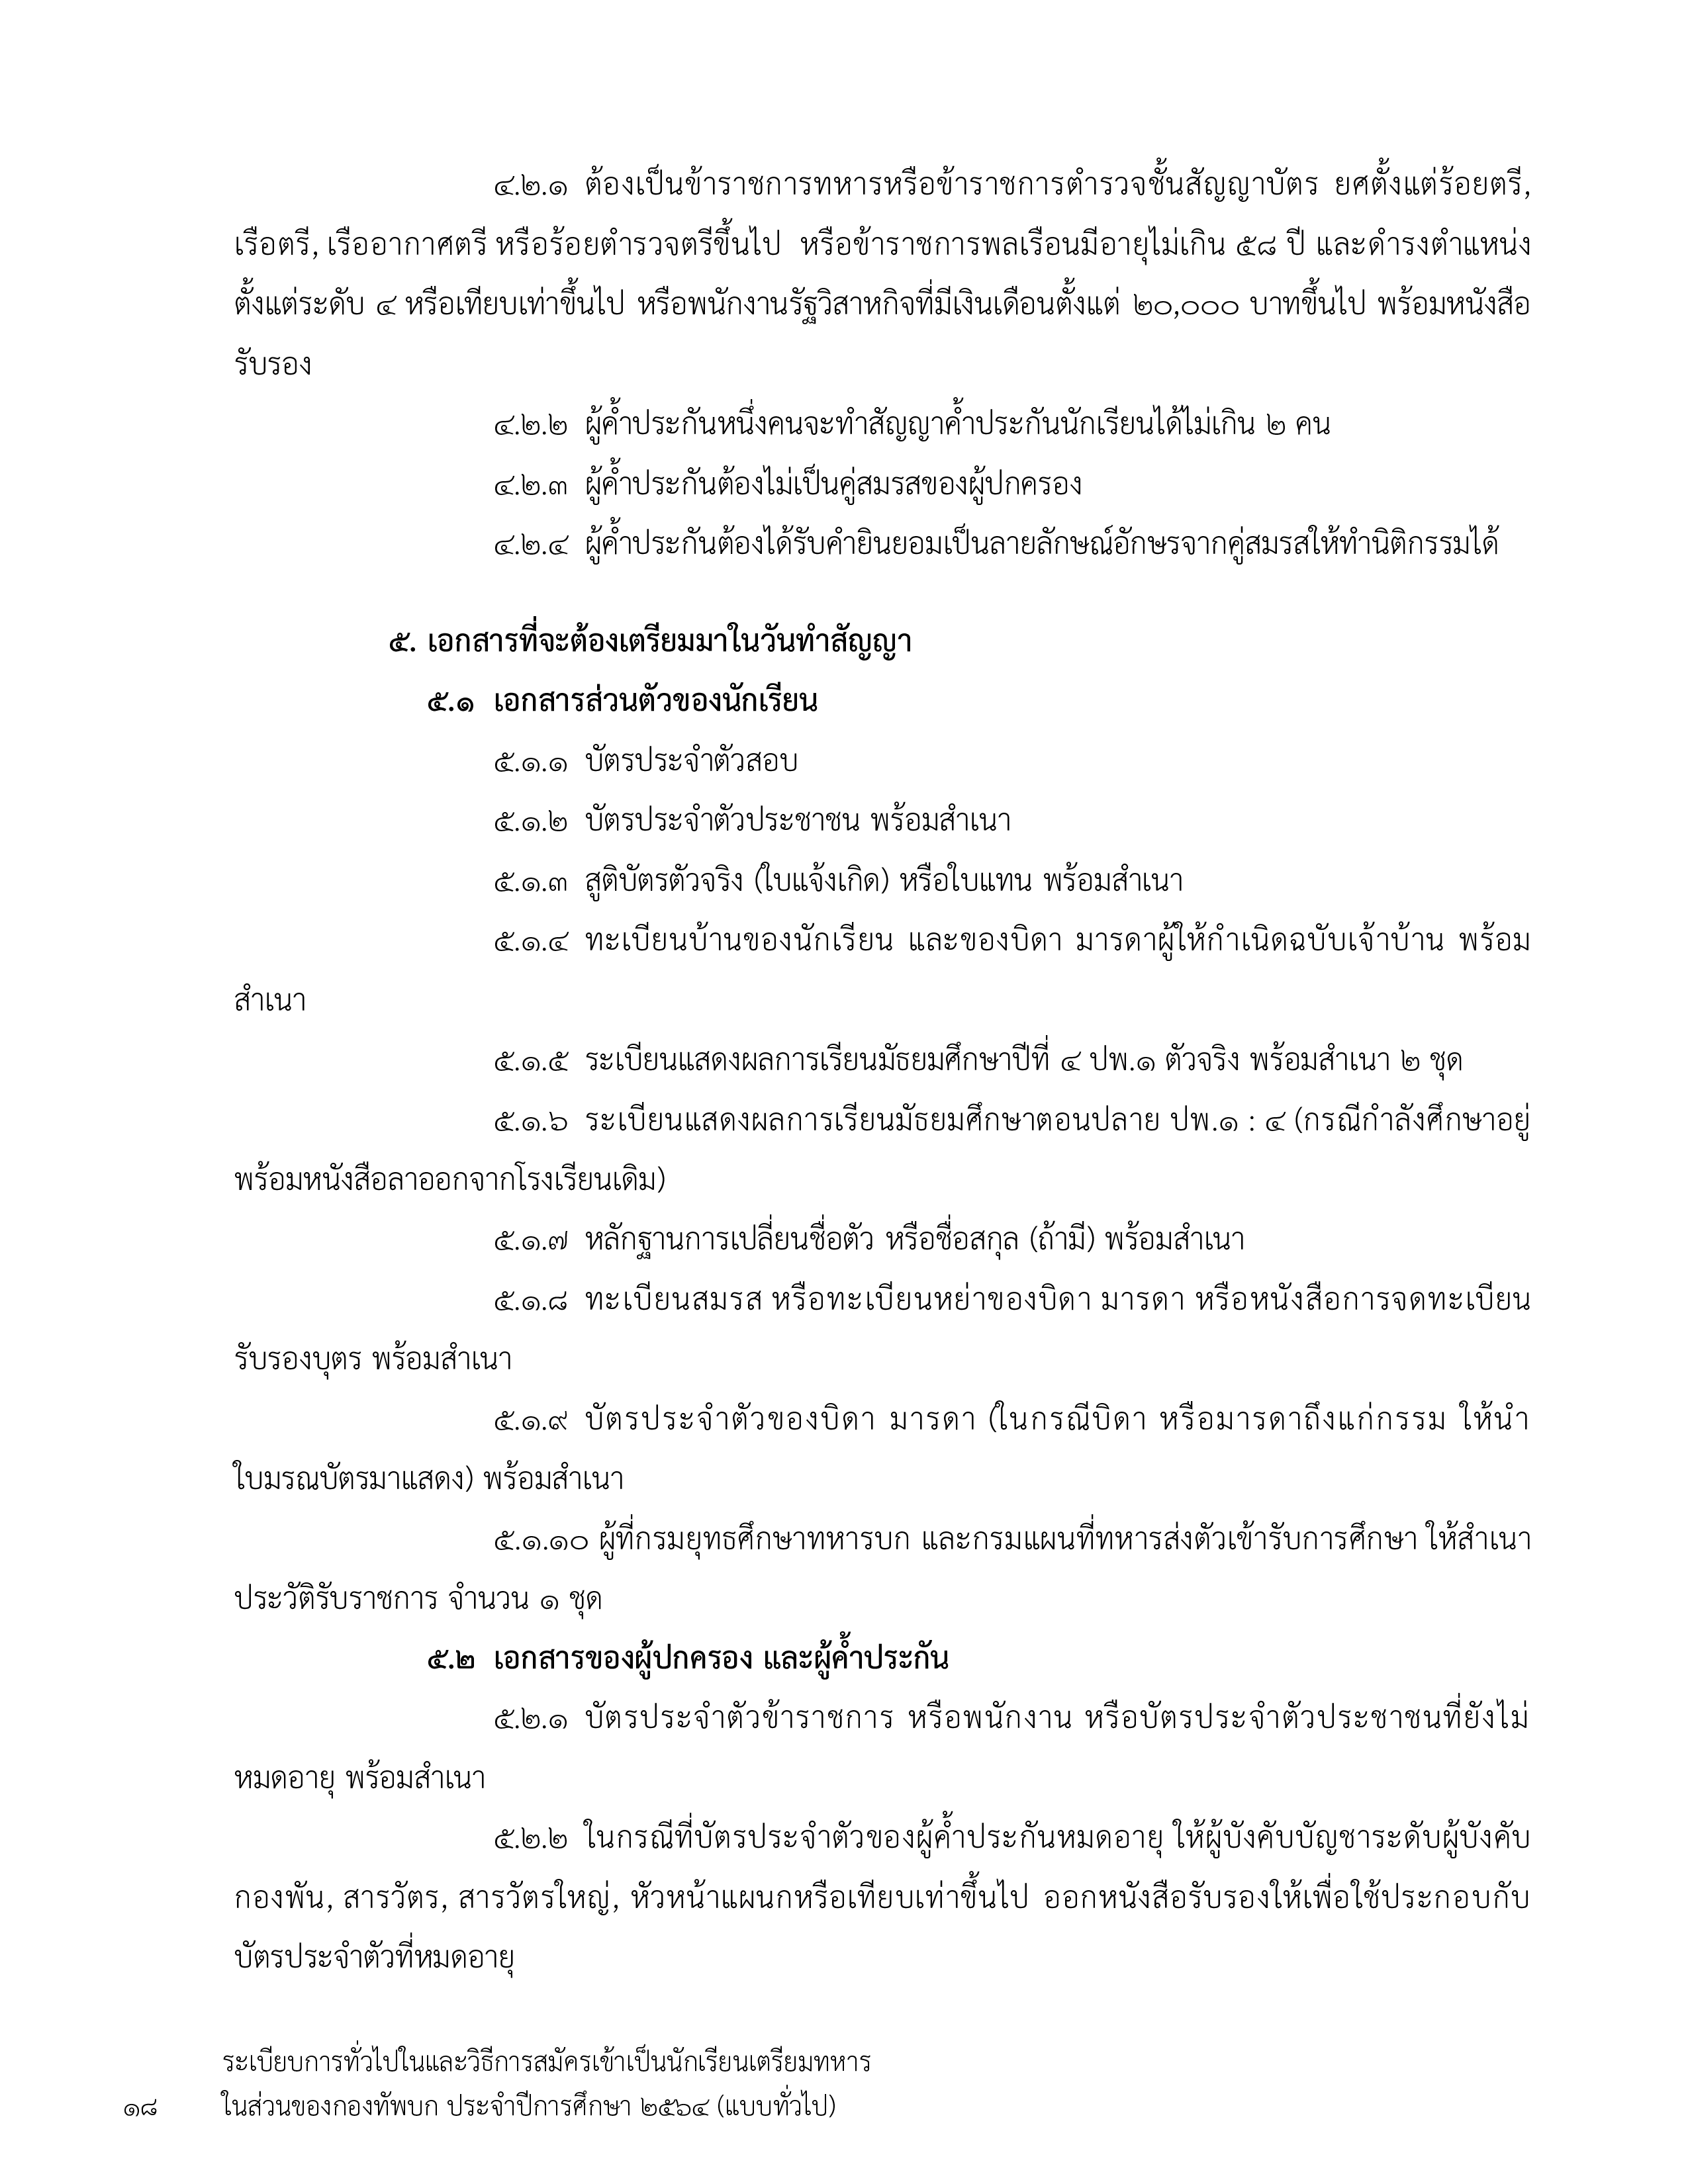 ๔.๒.๑ ต้องเป็นข้าราชการทหารหรือข้าราชการตำรวจชั้นสัญญาบัตร ยศตั้งแต่ร้อยตรี,
เรือตรี, เรืออากาศตรี หรือร้อยตำรวจตรีขึ้นไป หรือข้าราชการพลเรือนมีอายุไม่เกิน ๕๘ ปี และดำรงตำแหน่ง
ตั้งแต่ระดับ ๔ หรือเทียบเท่าขึ้นไป หรือพนักงานรัฐวิสาหกิจที่มีเงินเดือนตั้งแต่ ๒๐,๐๐๐ บาทขึ้นไป พร้อมหนังสือ
รับรอง
๔.๒.๒ ผู้ค้ำประกันหนึ่งคนจะทำสัญญาค้ำประกันนักเรียนได้ไม่เกิน ๒ คน
๔.๒.๓ ผู้ค้ำประกันต้องไม่เป็นคู่สมรสของผู้ปกครอง
๔.๒.๔ ผู้ค้ำประกันต้องได้รับคำยินยอมเป็นลายลักษณ์อักษรจากคู่สมรสให้ทำนิติกรรมได้
๕. เอกสารที่จะต้องเตรียมมาในวันทำสัญญา
๕.๑ เอกสารส่วนตัวของนักเรียน
๕.๑.๑ บัตรประจำตัวสอบ
๕.๑.๒ บัตรประจำตัวประชาชน พร้อมสำเนา
๕.๑.๓ สูติบัตรตัวจริง (ใบแจ้งเกิด) หรือใบแทน พร้อมสำเนา
๕.๑.๔ ทะเบียนบ้านของนักเรียน และของบิดา มารดาผู้ให้กำเนิดฉบับเจ้าบ้าน พร้อม
สำเนา
๕.๑.๕ ระเบียนแสดงผลการเรียนมัธยมศึกษาปีที่ ๔ ปพ.๑ ตัวจริง พร้อมสำเนา ๒ ชุด
๕.๑.๖ ระเบียนแสดงผลการเรียนมัธยมศึกษาตอนปลาย ปพ.๑ : ๔ (กรณีกำลังศึกษาอยู่
พร้อมหนังสือลาออกจากโรงเรียนเดิม)
๕.๑.๗ หลักฐานการเปลี่ยนชื่อตัว หรือชื่อสกุล (ถ้ามี) พร้อมสำเนา
๕.๑.๘ ทะเบียนสมรส หรือทะเบียนหย่าของบิดา มารดา หรือหนังสือการจดทะเบียน
รับรองบุตร พร้อมสำเนา
๕.๑.๙ บัตรประจำตัวของบิดา มารดา (ในกรณีบิดา หรือมารดาถึงแก่กรรม ให้นำ
ใบมรณบัตรมาแสดง) พร้อมสำเนา
๕.๑.๑๐ ผู้ที่กรมยุทธศึกษาทหารบก และกรมแผนที่ทหารส่งตัวเข้ารับการศึกษา ให้สำเนา
ประวัติรับราชการ จำนวน ๑ ชุด
๕.๒ เอกสารของผู้ปกครอง และผู้ค้ำประกัน
๕.๒.๑ บัตรประจำตัวข้าราชการ หรือพนักงาน หรือบัตรประจำตัวประชาชนที่ยังไม่
หมดอายุ พร้อมสำเนา
๕.๒.๒ ในกรณีที่บัตรประจำตัวของผู้ค้ำประกันหมดอายุ ให้ผู้บังคับบัญชาระดับผู้บังคับ
กองพัน, สารวัตร, สารวัตรใหญ่, หัวหน้าแผนกหรือเทียบเท่าขึ้นไป ออกหนังสือรับรองให้เพื่อใช้ประกอบกับ
บัตรประจำตัวที่หมดอายุ
ระเบียบการทั่วไปในและวิธีการสมัครเข้าเป็นนักเรียนเตรียมทหาร
๑๘ ในส่วนของกองทัพบก ประจำปีการศึกษา ๒๕๖๔ (แบบทั่วไป)